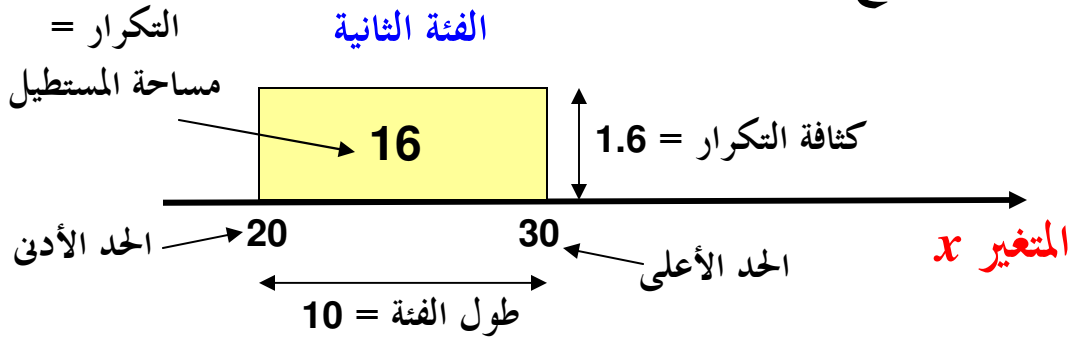 التكرار =
مساحة المستطيل
الفئة الثانية
16
كثافة التكرار = 1.6
20
30
الحد الأدنى
الحد الأعلى
المتغير x
طول الفئة = 10